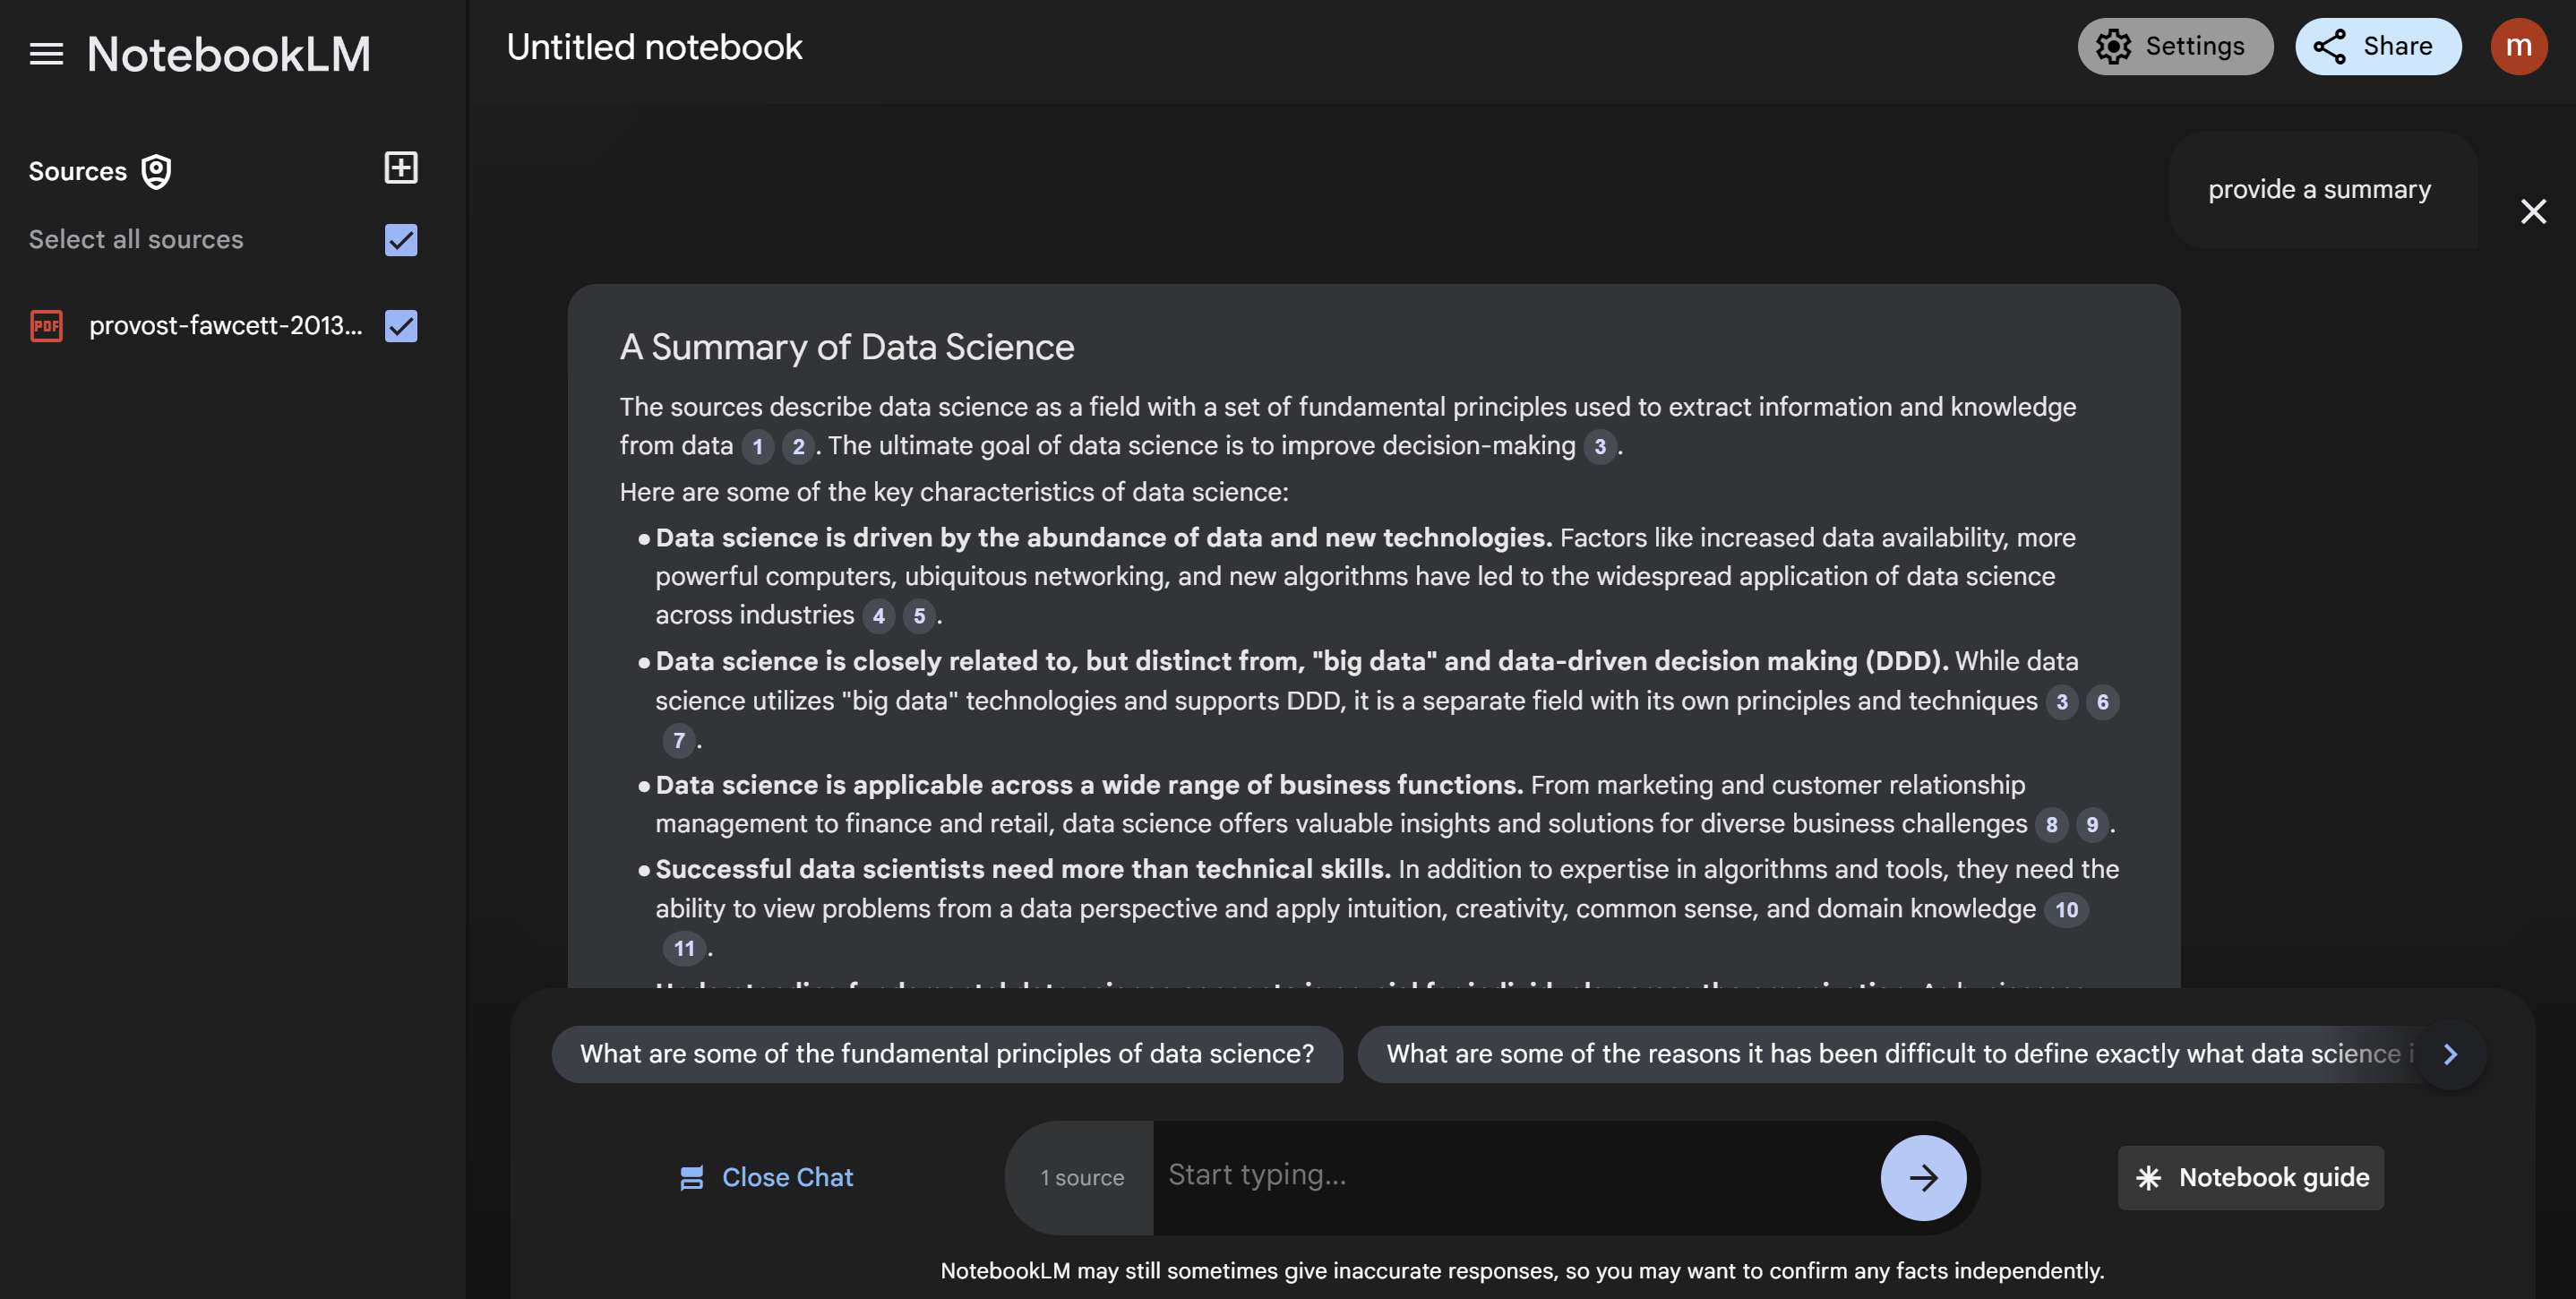 NotebookLM
Untitled notebook
Settings
Share
m
Sources
Select all sources
PDF
provost-fawcett-2013...
provide a summary
A Summary of Data Science
The sources describe data science as a field with a set of fundamental principles used to extract information and knowledge
from data 1 2. The ultimate goal of data science is to improve decision-making 3.
Here are some of the key characteristics of data science:
● Data science is driven by the abundance of data and new technologies. Factors like increased data availability, more
powerful computers, ubiquitous networking, and new algorithms have led to the widespread application of data science
across industries 4 5.
● Data science is closely related to, but distinct from, "big data" and data-driven decision making (DDD). While data
science utilizes "big data" technologies and supports DDD, it is a separate field with its own principles and techniques 3 6
7.
● Data science is applicable across a wide range of business functions. From marketing and customer relationship
management to finance and retail, data science offers valuable insights and solutions for diverse business challenges 8 9.
● Successful data scientists need more than technical skills. In addition to expertise in algorithms and tools, they need the
ability to view problems from a data perspective and apply intuition, creativity, common sense, and domain knowledge 10
11.
What are some of the fundamental principles of data science?
What are some of the reasons it has been difficult to define exactly what data science
Close Chat
1 source
Start typing...
Notebook guide
NotebookLM may still sometimes give inaccurate responses, so you may want to confirm any facts independently.